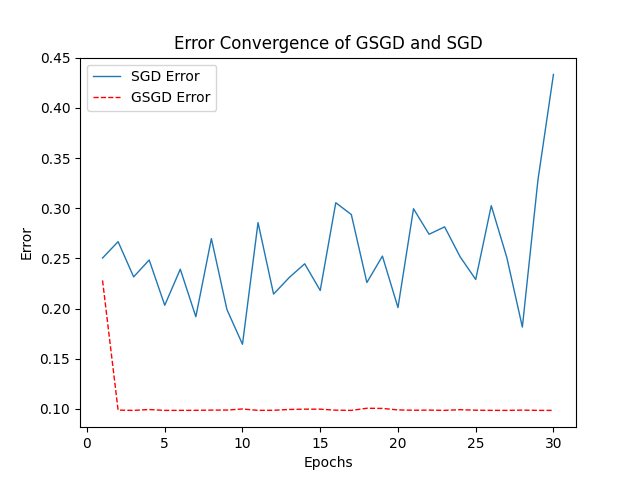 Error Convergence of GSGD and SGD
SGD Error
GSGD Error
0.45
0.40
0.35
0.30
0.25
0.20
0.15
0.10
Error
0 5 10 15 20 25 30
Epochs